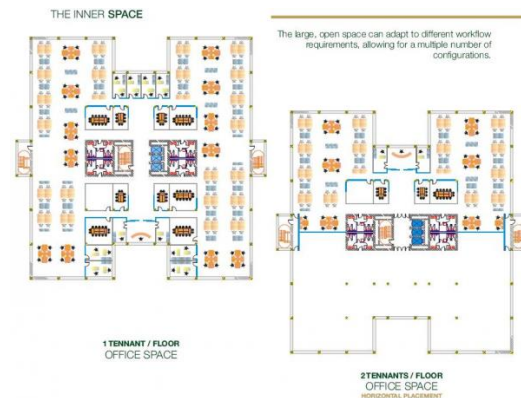 THE INNER SPACE
The large, open space can adapt to different workflow
requirements, allowing for a multiple number of
configurations.
1 TENNANT / FLOOR
OFFICE SPACE
2 TENNANTS / FLOOR
OFFICE SPACE
HORIZONTAL PLACEMENT